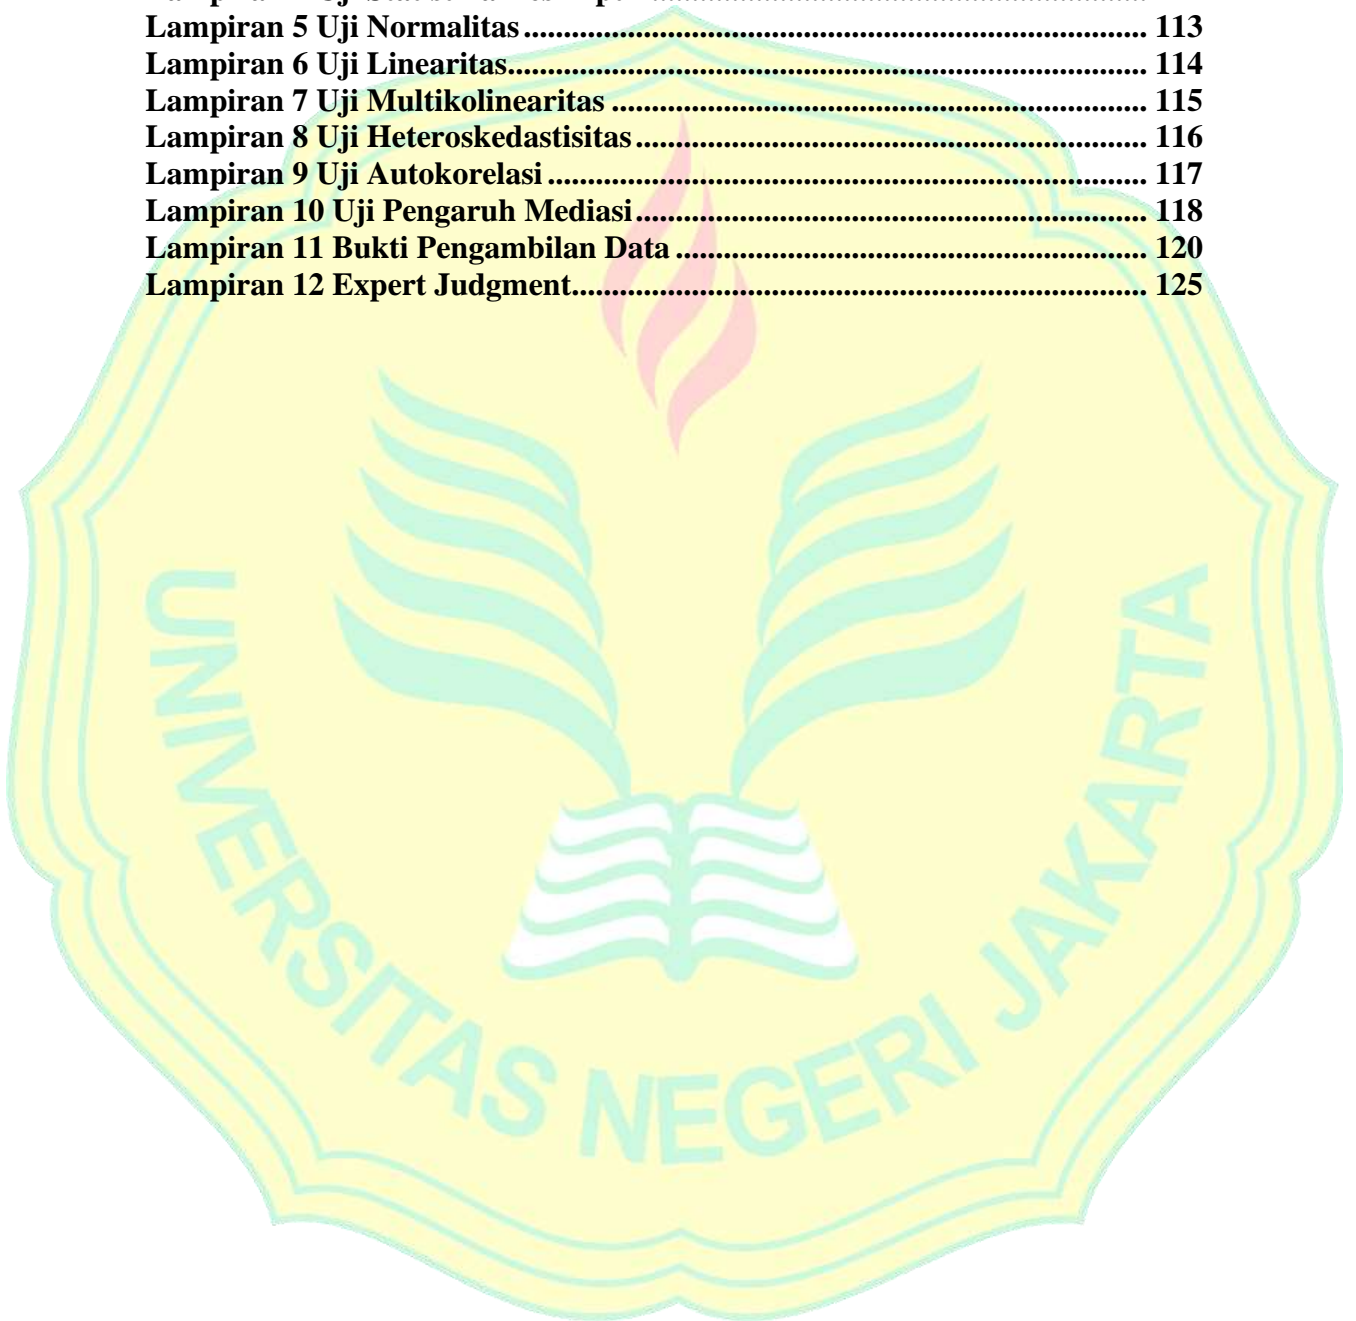 Lampiran 5 Uji Normalitas .............................................................................. 113
Lampiran 6 Uji Linearitas................................................................................ 114
Lampiran 7 Uji Multikolinearitas ................................................................... 115
Lampiran 8 Uji Heteroskedastisitas ................................................................ 116
Lampiran 9 Uji Autokorelasi ........................................................................... 117
Lampiran 10 Uji Pengaruh Mediasi ................................................................ 118
Lampiran 11 Bukti Pengambilan Data ........................................................... 120
Lampiran 12 Expert Judgment........................................................................ 125
UNIVERSITAS NEGERI JAKARTA